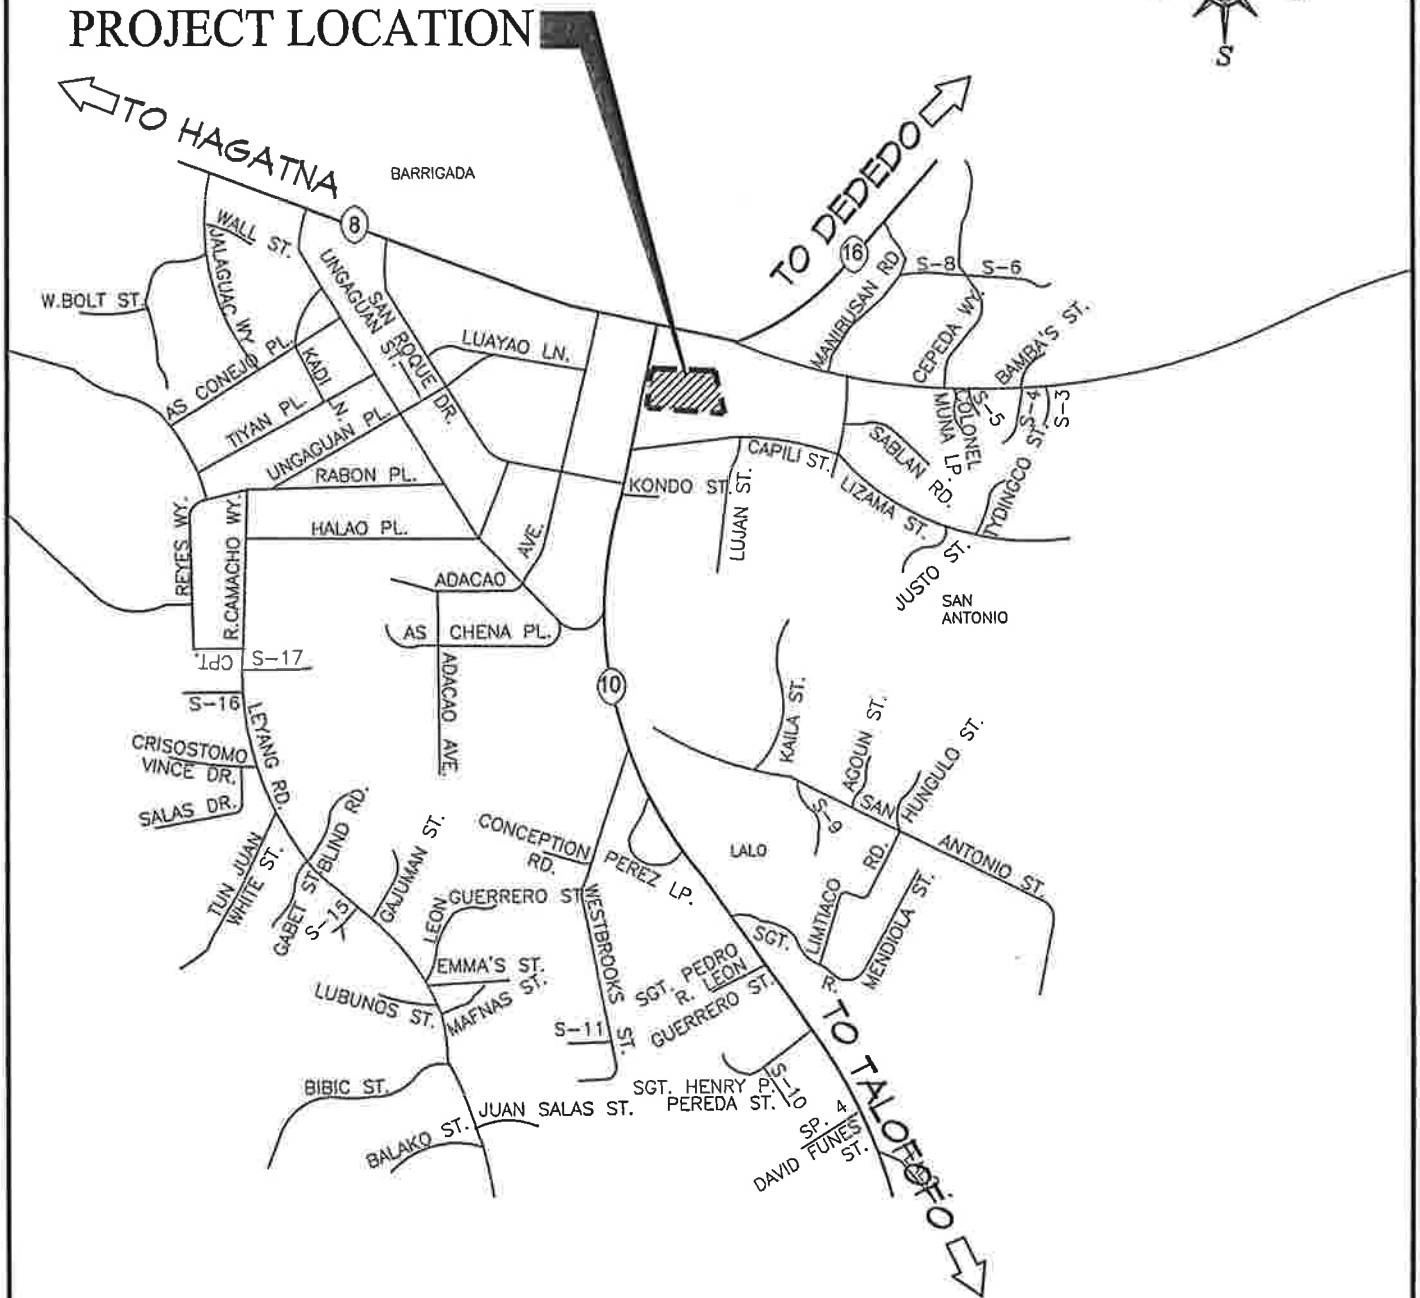 PROJECT LOCATION
S
TO HAGATNA
BARRIGADA
8
TO DEDEDO
16
WALL ST.
JALAGUAC WY.
W.BOLT ST.
UNGAGUAN ST.
SAN ROQUE DR.
LUAYAO LN.
MANIRUSAN RD
S-8
S-6
CEPEDA WY.
BAMBA'S ST.
AS CONEJO PL.
KADI LN.
TIYAN PL.
UNGAGUAN PL.
RABON PL.
HALAO PL.
COLONEL
MUNA LP.
S-5
S-4
S-3
CAPILI ST.
SABLAN RD.
LIZAMA ST.
TYDINGCO ST.
KONDO ST.
LUJAN ST.
JUSTO ST.
SAN
ANTONIO
REYES WY.
R.CAMACHO WY.
CPT.
S-17
S-16
ADACAO
AVE.
AS CHENA PL.
ADACAO AVE.
10
LEYANG RD.
CRISOSTOMO
VINCE DR.
SALAS DR.
KAILA ST.
AGOUN ST.
HUNGULO ST.
SAN
ANTONIO ST.
S-9
TUN JUAN
WHITE ST.
BLIND RD.
GABET ST
S-15
GAJUMAN ST.
CONCEPTION
RD.
PEREZ LP.
LALO
LIMTIACO RD.
MENDIOLA ST.
LEON
GUERRERO ST
WESTBROOKS ST.
SGT.
R.
EMMA'S ST.
LUBUNOS ST.
MAFNAS ST.
SGT. PEDRO
R. LEON
GUERRERO ST.
S-11
BIBIC ST.
JUAN SALAS ST.
BALAKO ST.
SGT. HENRY P.
PEREDA ST.
S-10
SP. 4
DAVID FUNES
ST.
TO TALOFOFO